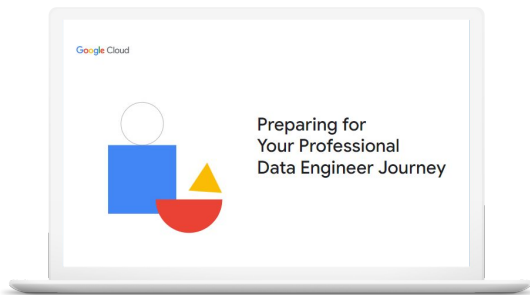 Google Cloud
Preparing for
Your Professional
Data Engineer Journey